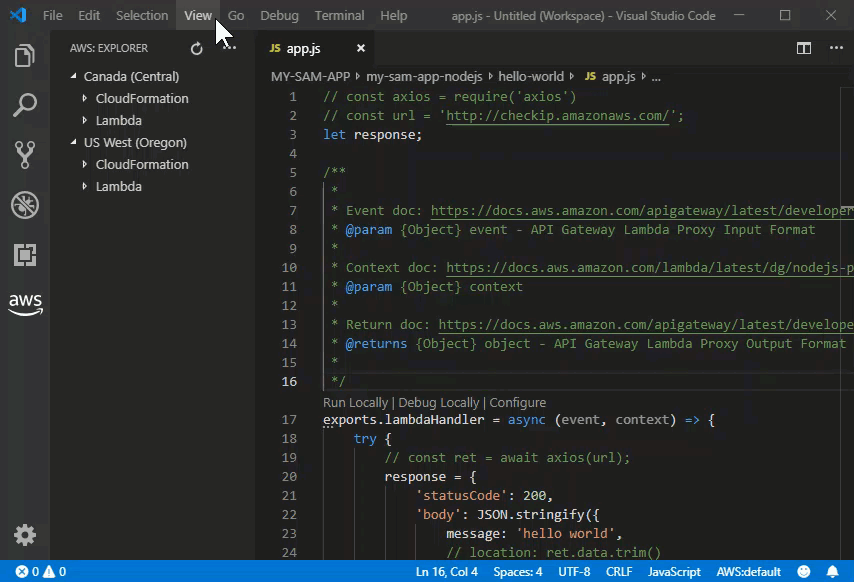 File Edit Selection View Go Debug Terminal Help app.js - Untitled (Workspace) - Visual Studio Code
AWS: EXPLORER
Canada (Central)
CloudFormation
Lambda
US West (Oregon)
CloudFormation
Lambda
aws
JS app.js
MY-SAM-APP my-sam-app-nodejs hello-world JS app.js ...
1 // const axios = require('axios')
2 // const url = 'http://checkip.amazonaws.com/';
3 let response;
4
5 /**
6 *
7 * Event doc: https://docs.aws.amazon.com/apigateway/latest/developer
8 * @param {Object} event - API Gateway Lambda Proxy Input Format
9 *
10 * Context doc: https://docs.aws.amazon.com/lambda/latest/dg/nodejs-p
11 * @param {Object} context
12 *
13 * Return doc: https://docs.aws.amazon.com/apigateway/latest/develope
14 * @returns {Object} object - API Gateway Lambda Proxy Output Format
15 *
16 */
Run Locally | Debug Locally | Configure
17 exports.lambdaHandler = async (event, context) => {
18 try {
19 // const ret = await axios(url);
20 response = {
21 'statusCode': 200,
22 'body': JSON.stringify({
23 message: 'hello world',
24 // location: ret.data.trim()
0 0 Ln 16, Col 4 Spaces: 4 UTF-8 CRLF JavaScript AWS:default